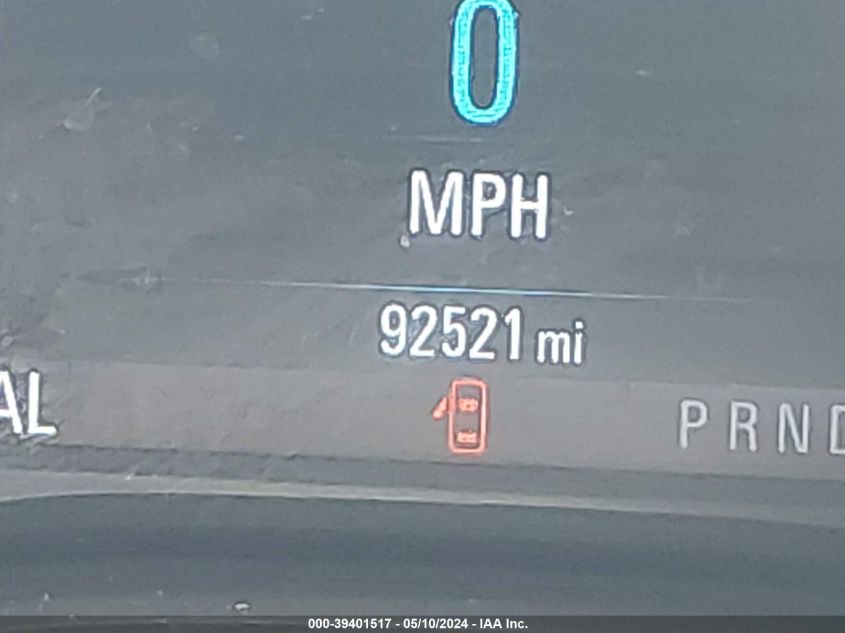 0
MPH
92521 mi
AL
P R N D
000-39401517 - 05/10/2024 - IAA Inc.